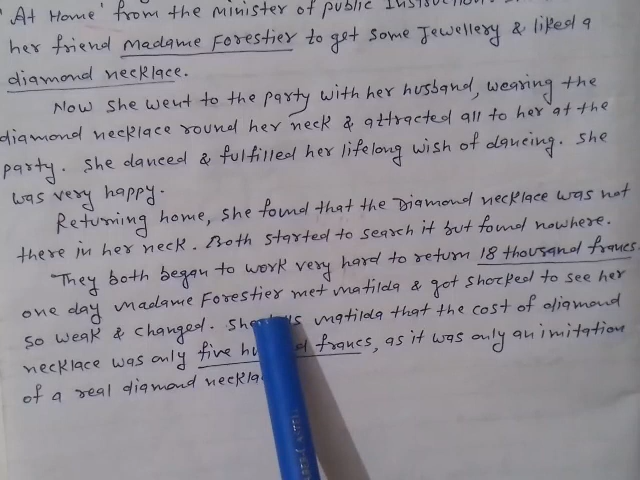 'At Home' from the minister of public Instruction.
her friend Madame Forestier to get some Jewellery & liked a
diamond necklace.
Now she went to the party with her husband, wearing the
diamond necklace round her neck & attracted all to her at the
party. she danced & fulfilled her lifelong wish of dancing. She
was very happy.
Returning home, she found that the Diamond necklace was not
there in her neck. Both started to search it but found nowhere.
They both began to work very hard to return 18 thousand francs.
one day Madame Forestier met Matilda & got shocked to see her
so weak & changed. Matilda that the cost of diamond
necklace was only five francs, as it was only an imitation
of a real diamond